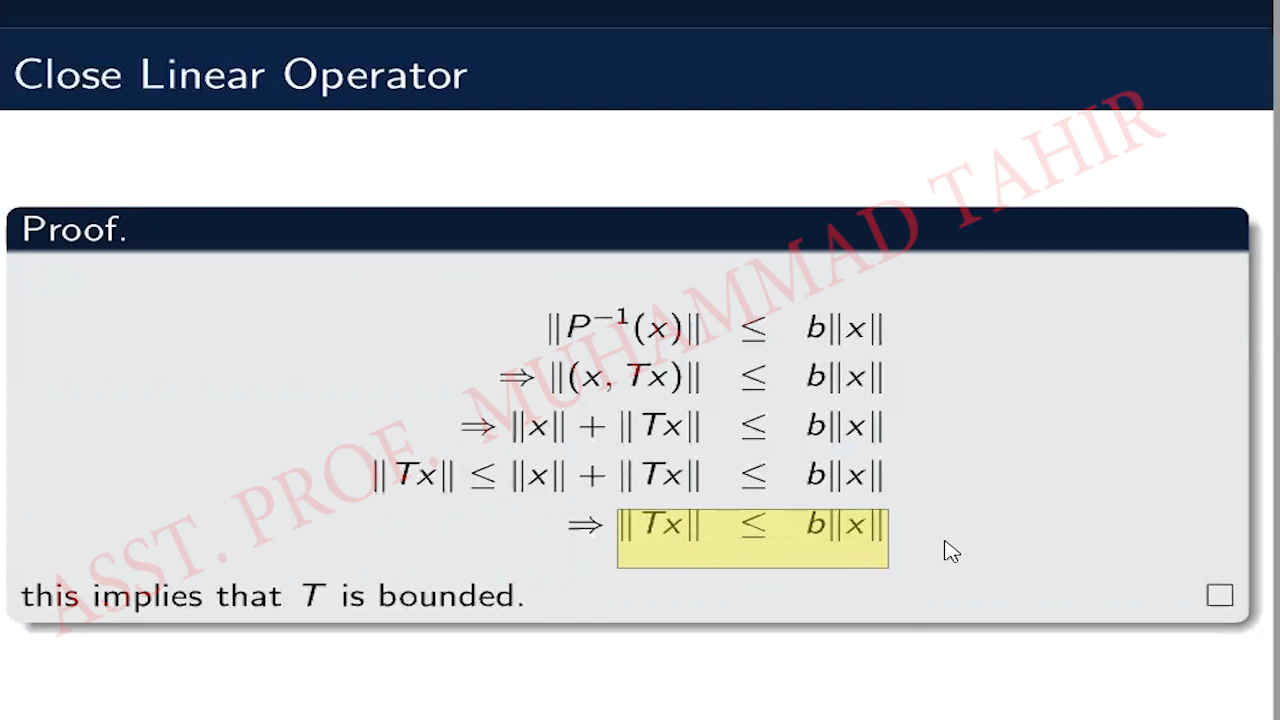 Close Linear Operator
Proof.
‖P⁻¹(x)‖ ≤ b‖x‖
⇒ ‖(x, Tx)‖ ≤ b‖x‖
⇒ ‖x‖ + ‖Tx‖ ≤ b‖x‖
‖Tx‖ ≤ ‖x‖ + ‖Tx‖ ≤ b‖x‖
⇒ ‖Tx‖ ≤ b‖x‖
this implies that T is bounded. □
ASST. PROF. MUHAMMAD TAHIR